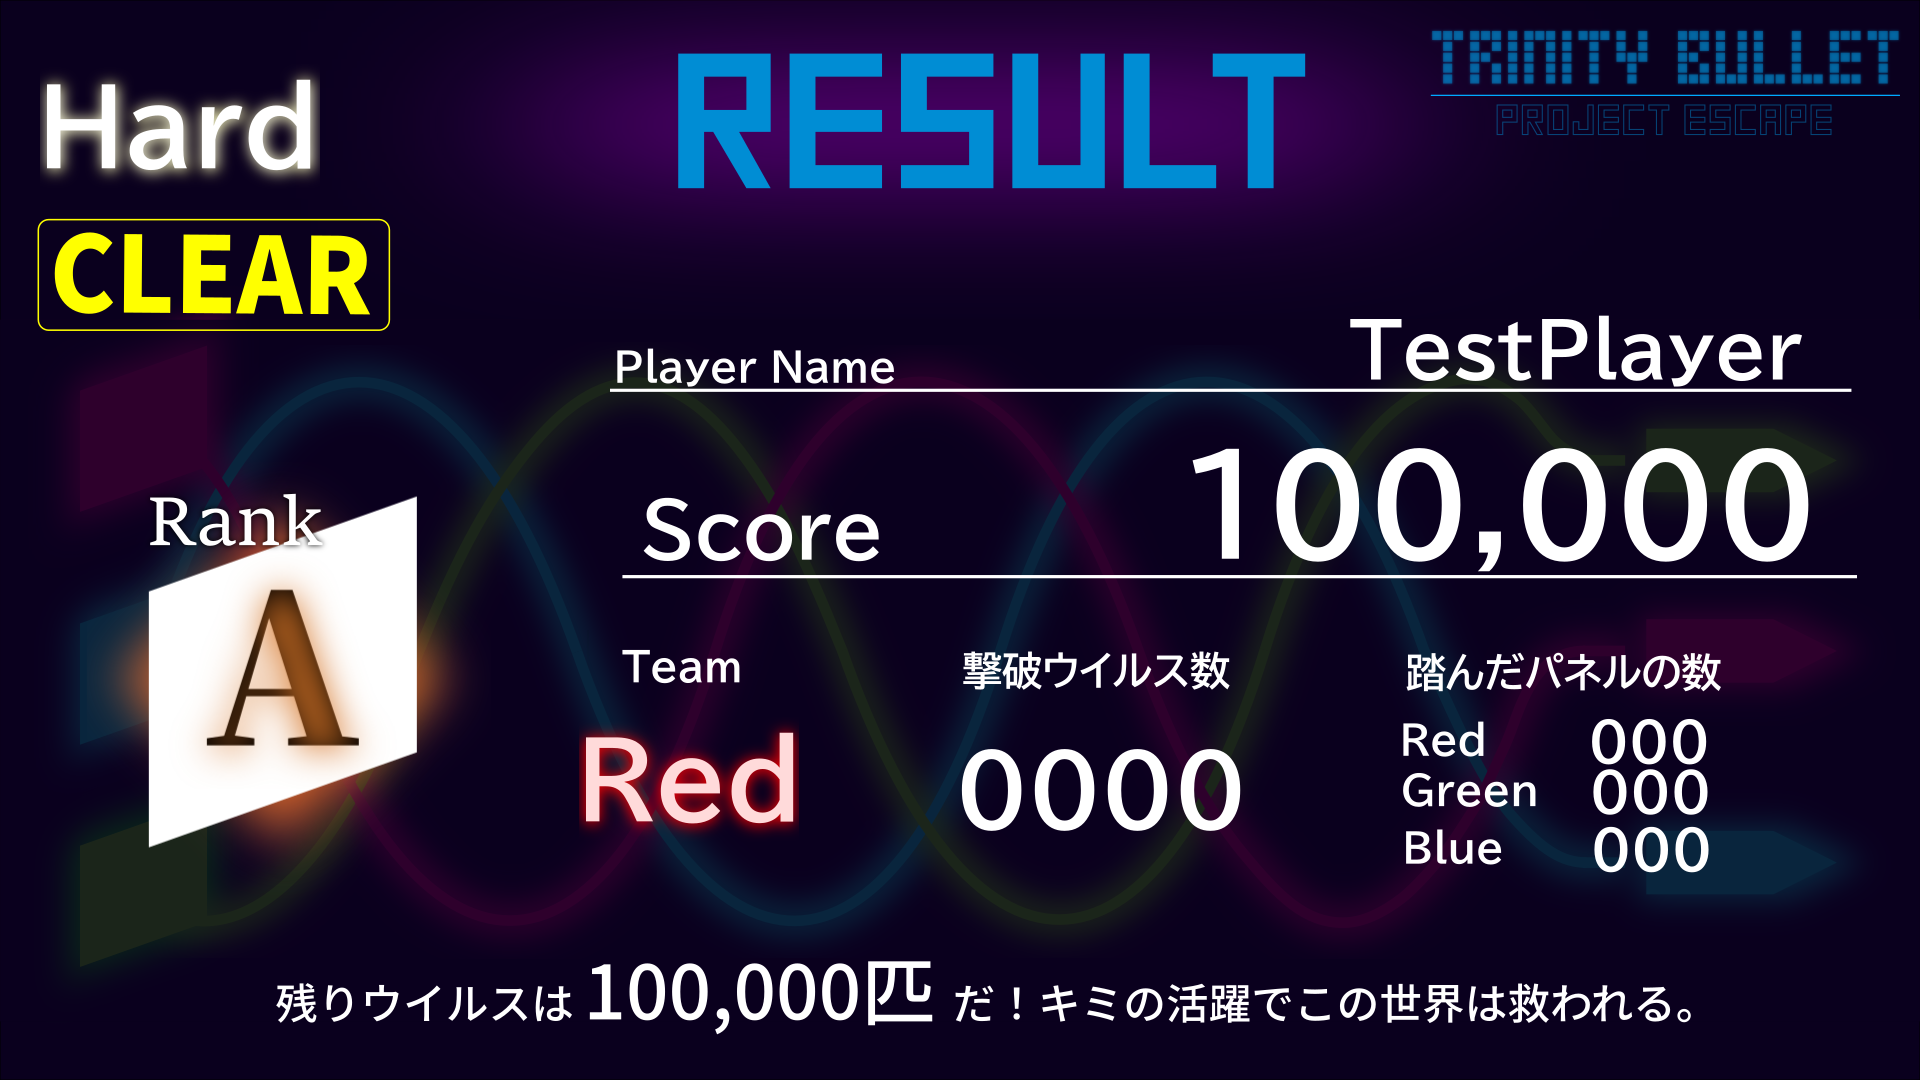 Hard
RESULT
TRINITY BULLET
PROJECT ESCAPE
CLEAR
Player Name TestPlayer
Score 100,000
Rank
A
Team
Red
撃破ウイルス数
0000
踏んだパネルの数
Red 000
Green 000
Blue 000
残りウイルスは 100,000匹 だ！キミの活躍でこの世界は救われる。